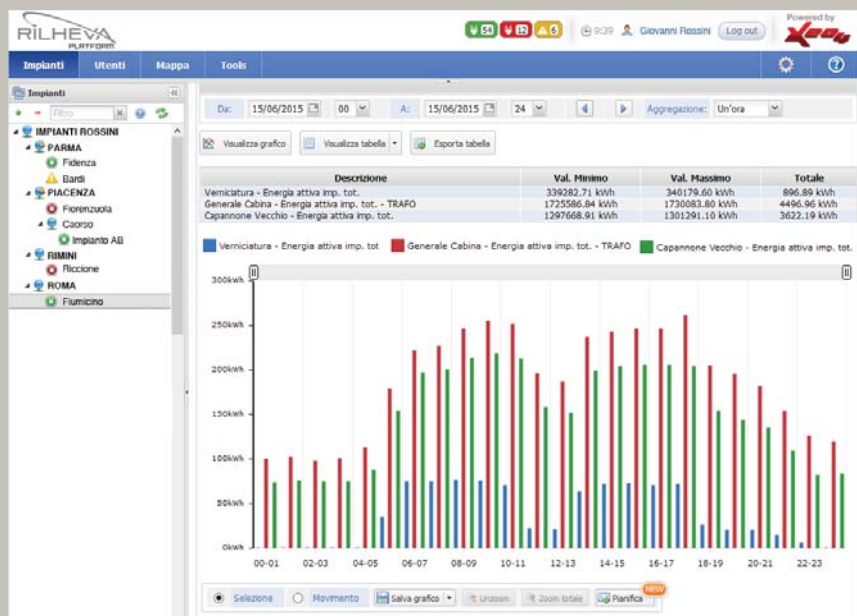 RILHEVA
PLATFORM
54 12 6 9:39 Giovanni Rossini Log out
Powered by
Impianti Utenti Mappa Tools
Impianti
Filtro
IMPIANTI ROSSINI
PARMA
Fidenza
Bardi
PIACENZA
Fiorenzuola
Caorso
Impianto AB
RIMINI
Riccione
ROMA
Fiumicino
Da: 15/06/2015 00 A: 15/06/2015 24 Aggregazione: Un'ora
Visualizza grafico Visualizza tabella Esporta tabella
Descrizione Val. Minimo Val. Massimo Totale
Verniciatura - Energia attiva imp. tot. 339282.71 kWh 340179.60 kWh 896.89 kWh
Generale Cabina - Energia attiva imp. tot. - TRAFO 1725586.84 kWh 1730083.80 kWh 4496.96 kWh
Capannone Vecchio - Energia attiva imp. tot. 1297668.91 kWh 1301291.10 kWh 3622.19 kWh
Verniciatura - Energia attiva imp. tot Generale Cabina - Energia attiva imp. tot. - TRAFO Capannone Vecchio - Energia attiva imp. tot.
300kWh
250kWh
200kWh
150kWh
100kWh
50kWh
0kWh
00-01 02-03 04-05 06-07 08-09 10-11 12-13 14-15 16-17 18-19 20-21 22-23
Selezione Movimento Salva grafico Unzoom Zoom totale Pianifica NEW